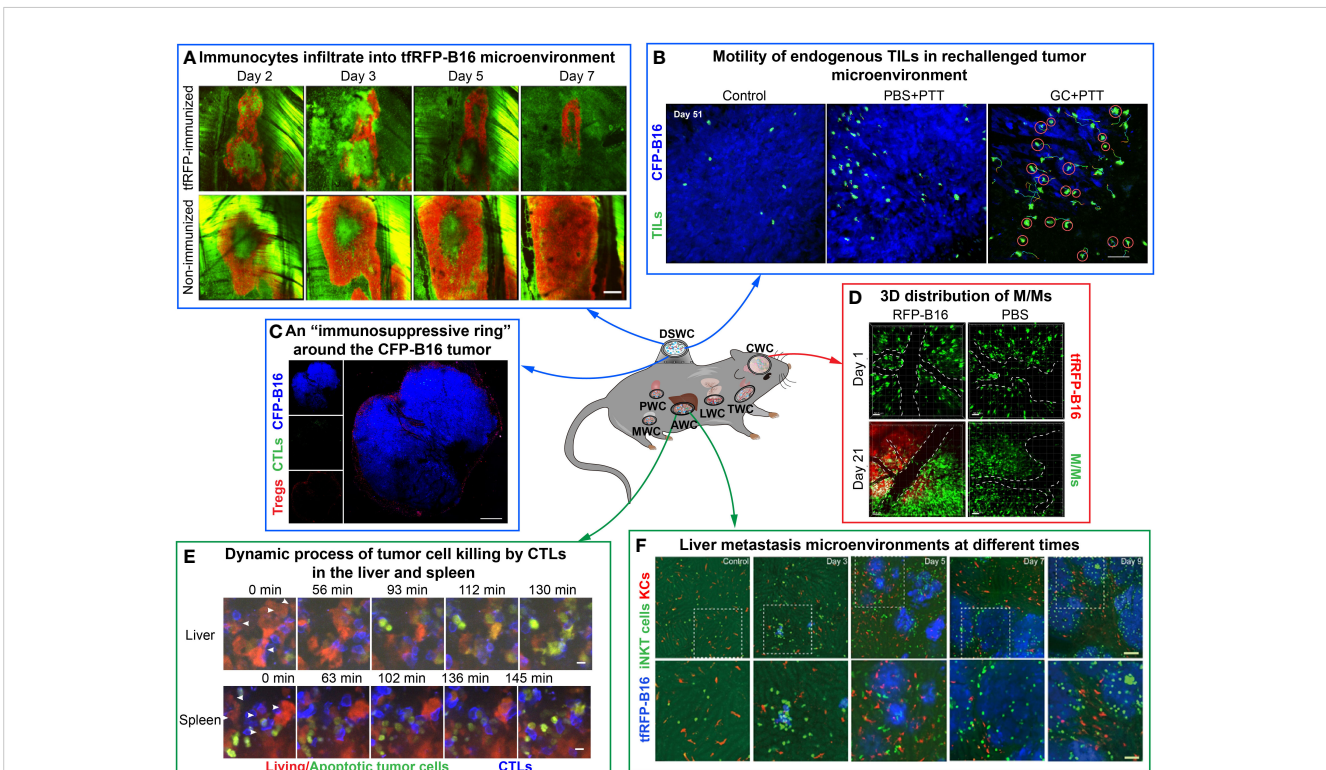 A Immunocytes infiltrate into tfRFP-B16 microenvironment
Day 2 Day 3 Day 5 Day 7
tfRFP-immunized
Non-immunized
B Motility of endogenous TILs in rechallenged tumor
microenvironment
Control PBS+PTT GC+PTT
Day 51
TILs CFP-B16
C An “immunosuppressive ring”
around the CFP-B16 tumor
Tregs CTLs CFP-B16
DSWC
CWC
PWC
LWC
TWC
MWC
AWC
D 3D distribution of M/Ms
RFP-B16 PBS
Day 1
Day 21
tfRFP-B16
M/Ms
E Dynamic process of tumor cell killing by CTLs
in the liver and spleen
0 min 56 min 93 min 112 min 130 min
Liver
0 min 63 min 102 min 136 min 145 min
Spleen
Living/Apoptotic tumor cells CTLs
F Liver metastasis microenvironments at different times
Control Day 3 Day 5 Day 7 Day 9
tfRFP-B16 iNKT cells KCs